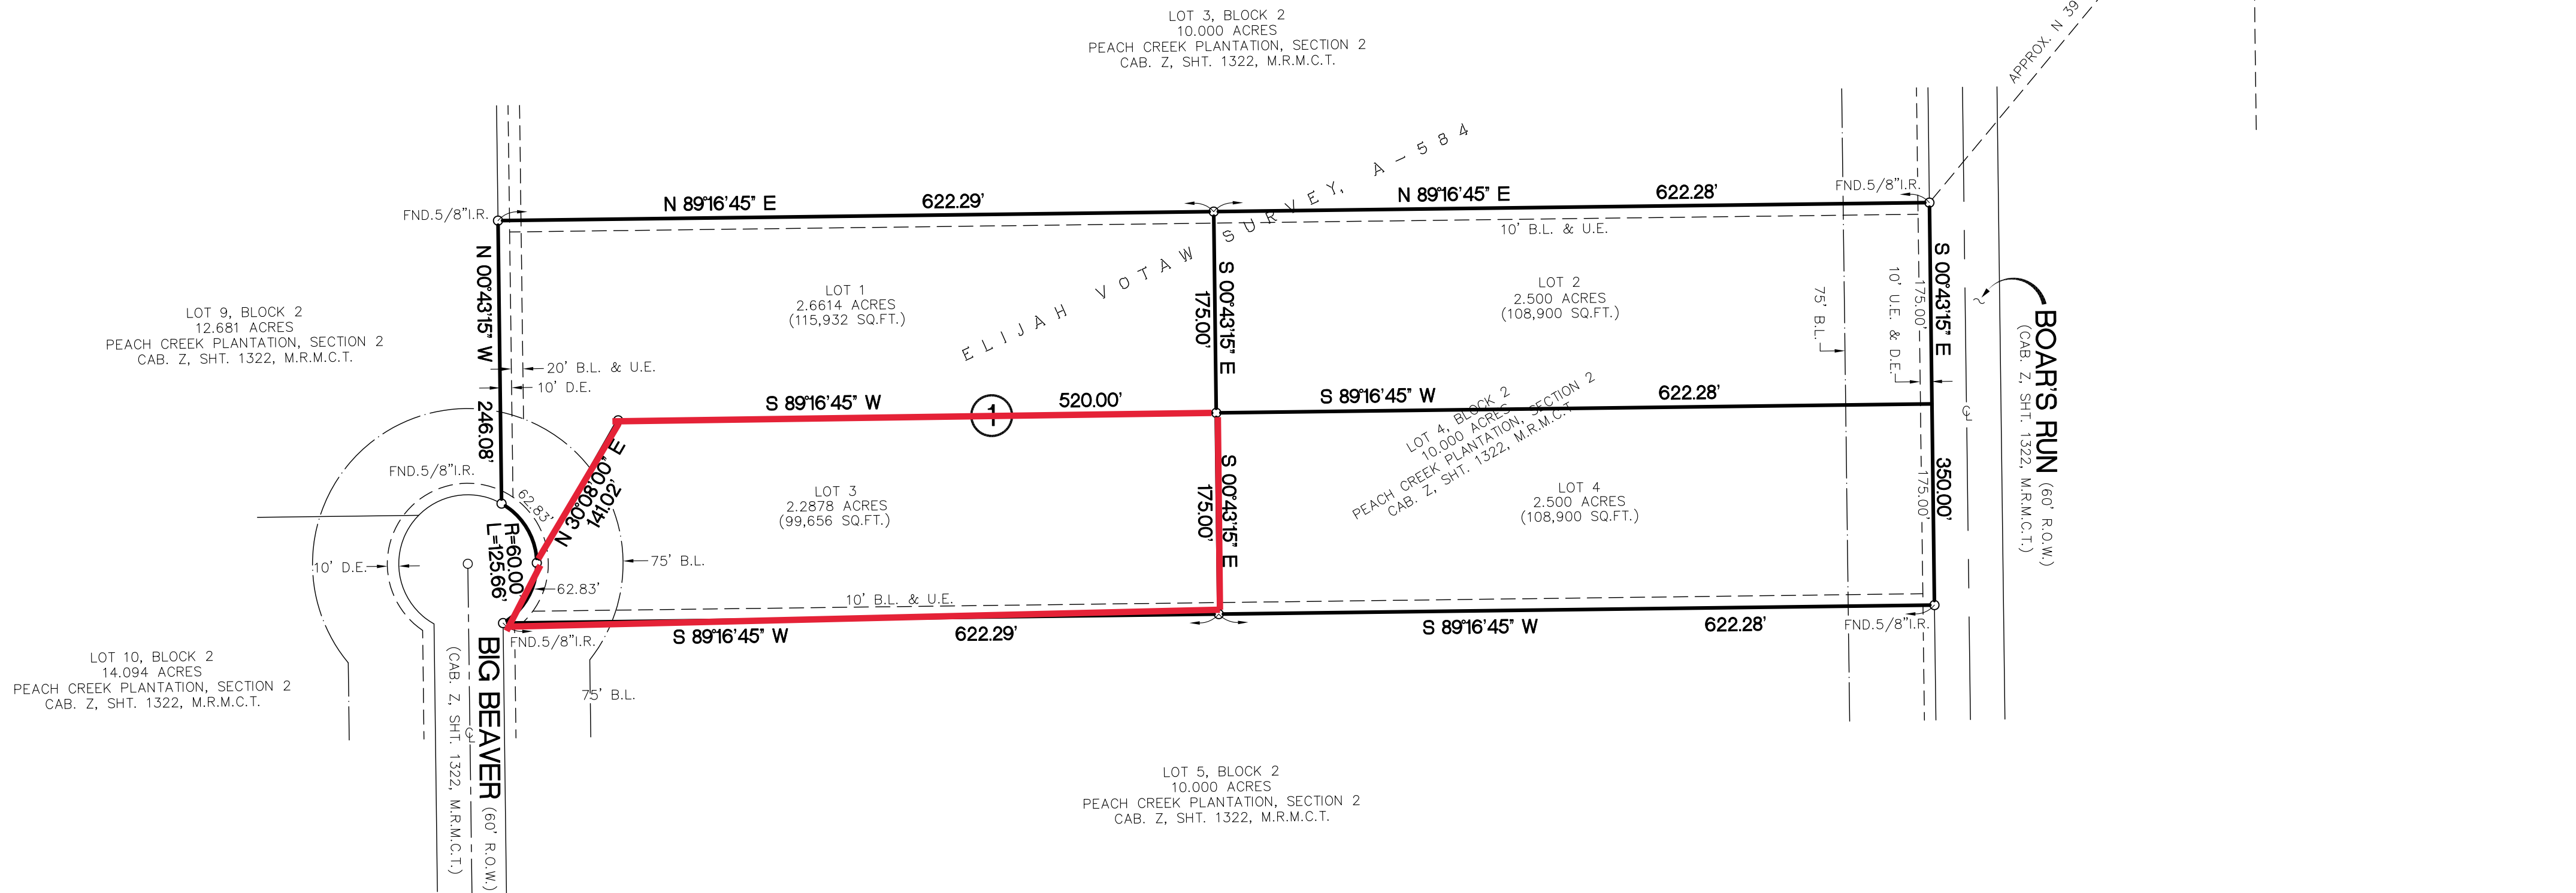 LOT 3, BLOCK 2
10.000 ACRES
PEACH CREEK PLANTATION, SECTION 2
CAB. Z, SHT. 1322, M.R.M.C.T.
APPROX. N 39
ELIJAH VOTAW SURVEY, A-584
FND.5/8"I.R.
N 89°16'45" E
622.29'
N 89°16'45" E
622.28'
FND.5/8"I.R.
10' B.L. & U.E.
N 00°43'15" W
246.08'
LOT 1
2.6614 ACRES
(115,932 SQ.FT.)
S 00°43'15" E
175.00'
LOT 2
2.500 ACRES
(108,900 SQ.FT.)
75' B.L.
10' U.E. & D.E.
175.00'
S 00°43'15" E
BOAR'S RUN (60' R.O.W.)
(CAB. Z, SHT. 1322, M.R.M.C.T.)
LOT 9, BLOCK 2
12.681 ACRES
PEACH CREEK PLANTATION, SECTION 2
CAB. Z, SHT. 1322, M.R.M.C.T.
20' B.L. & U.E.
10' D.E.
S 89°16'45" W
1
520.00'
S 89°16'45" W
622.28'
LOT 4, BLOCK 2
10.000 ACRES
PEACH CREEK PLANTATION, SECTION 2
CAB. Z, SHT. 1322, M.R.M.C.T.
FND.5/8"I.R.
62.83'
N 30°08'00" E
141.02'
R=60.00
L=125.66'
LOT 3
2.2878 ACRES
(99,656 SQ.FT.)
S 00°43'15" E
175.00'
LOT 4
2.500 ACRES
(108,900 SQ.FT.)
175.00'
350.00'
10' D.E.
75' B.L.
62.83'
10' B.L. & U.E.
FND.5/8"I.R.
S 89°16'45" W
622.29'
S 89°16'45" W
622.28'
FND.5/8"I.R.
LOT 10, BLOCK 2
14.094 ACRES
PEACH CREEK PLANTATION, SECTION 2
CAB. Z, SHT. 1322, M.R.M.C.T.
BIG BEAVER (60' R.O.W.)
(CAB. Z, SHT. 1322, M.R.M.C.T.)
75' B.L.
LOT 5, BLOCK 2
10.000 ACRES
PEACH CREEK PLANTATION, SECTION 2
CAB. Z, SHT. 1322, M.R.M.C.T.